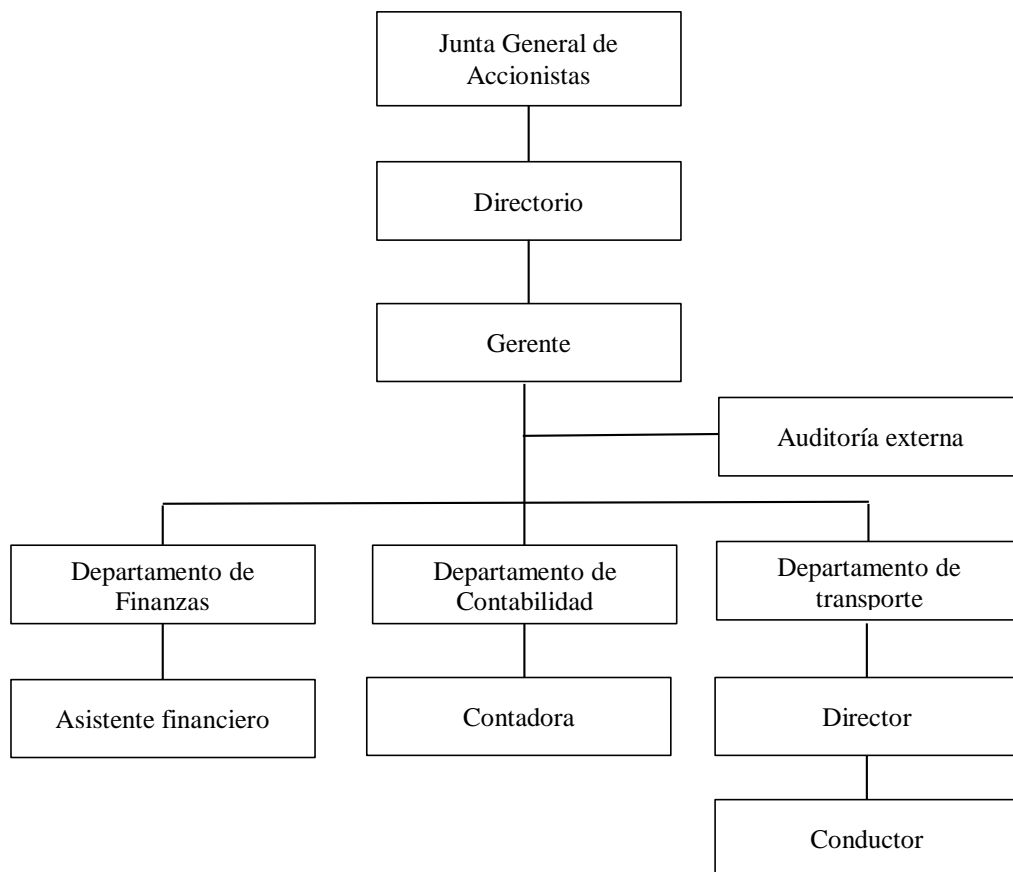 Junta General de
Accionistas
Directorio
Gerente
Auditoría externa
Departamento de
Finanzas
Departamento de
Contabilidad
Departamento de
transporte
Asistente financiero
Contadora
Director
Conductor